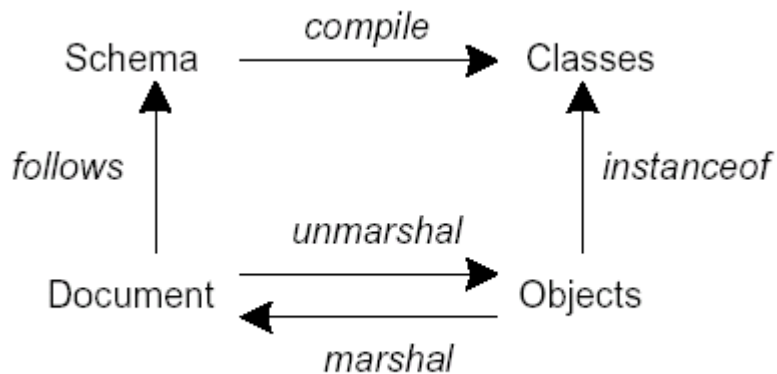 compile
Schema
Classes
follows
instanceof
unmarshal
Document
Objects
marshal